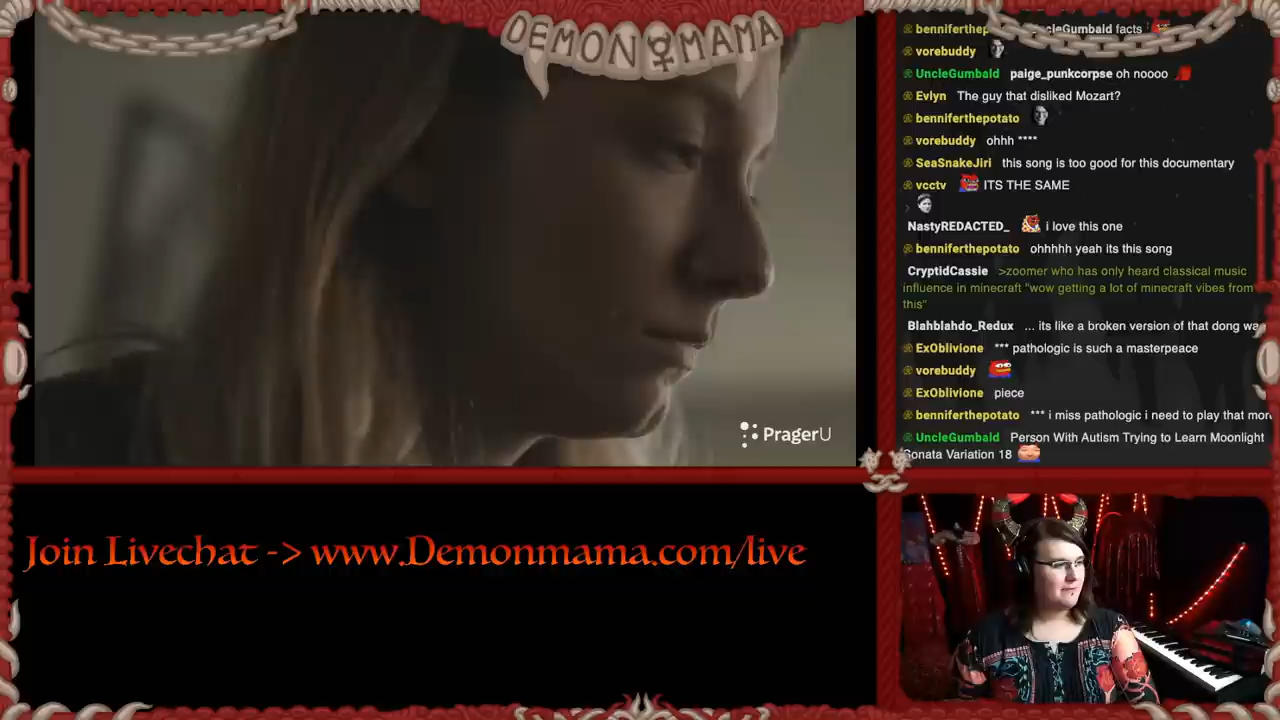 DEMON MAMA
facts
vorebuddy
UncleGumbald paige_punkcorpse oh noooo
Evlyn The guy that disliked Mozart?
benniferthepotato
vorebuddy ohhh ****
SeaSnakeJiri this song is too good for this documentary
vcctv ITS THE SAME
NastyREDACTED_ i love this one
benniferthepotato ohhhhh yeah its this song
CryptidCassie >zoomer who has only heard classical music
influence in minecraft "wow getting a lot of minecraft vibes from
this"
Blahblahdo_Redux ... its like a broken version of that dong
ExOblivione *** pathologic is such a masterpeace
vorebuddy
ExOblivione piece
benniferthepotato *** i miss pathologic i need to play that
UncleGumbald Person With Autism Trying to Learn Moonlight
Sonata Variation 18
PragerU
Join Livechat -> www.Demonmama.com/live